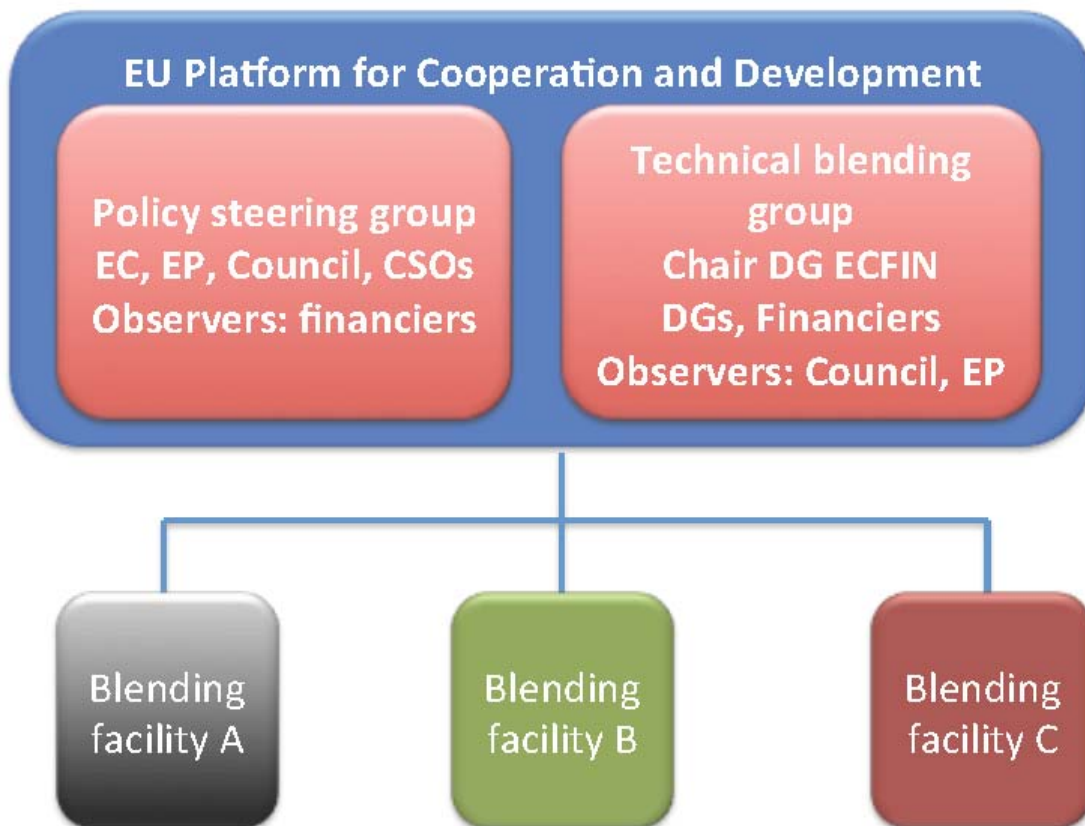 EU Platform for Cooperation and Development
Policy steering group
EC, EP, Council, CSOs
Observers: financiers
Technical blending
group
Chair DG ECFIN
DGs, Financiers
Observers: Council, EP
Blending
facility A
Blending
facility B
Blending
facility C